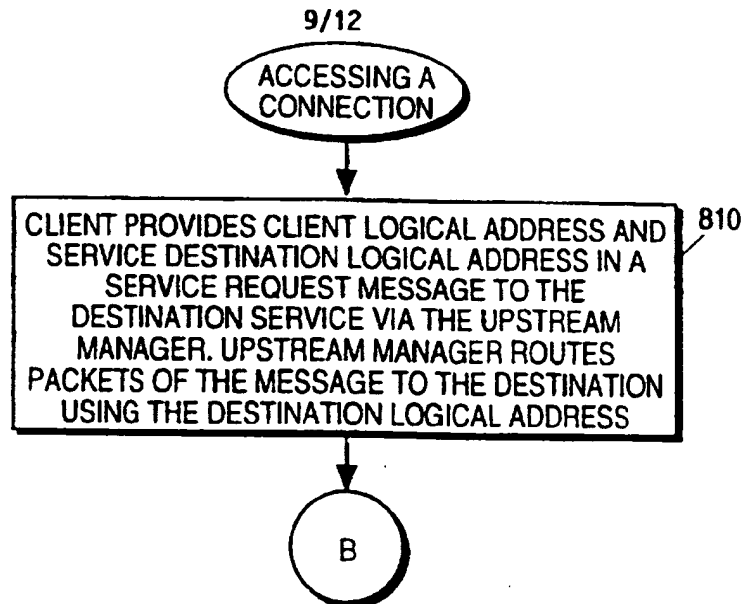 9/12
ACCESSING A
CONNECTION
CLIENT PROVIDES CLIENT LOGICAL ADDRESS AND
SERVICE DESTINATION LOGICAL ADDRESS IN A
SERVICE REQUEST MESSAGE TO THE
DESTINATION SERVICE VIA THE UPSTREAM
MANAGER. UPSTREAM MANAGER ROUTES
PACKETS OF THE MESSAGE TO THE DESTINATION
USING THE DESTINATION LOGICAL ADDRESS
810
B